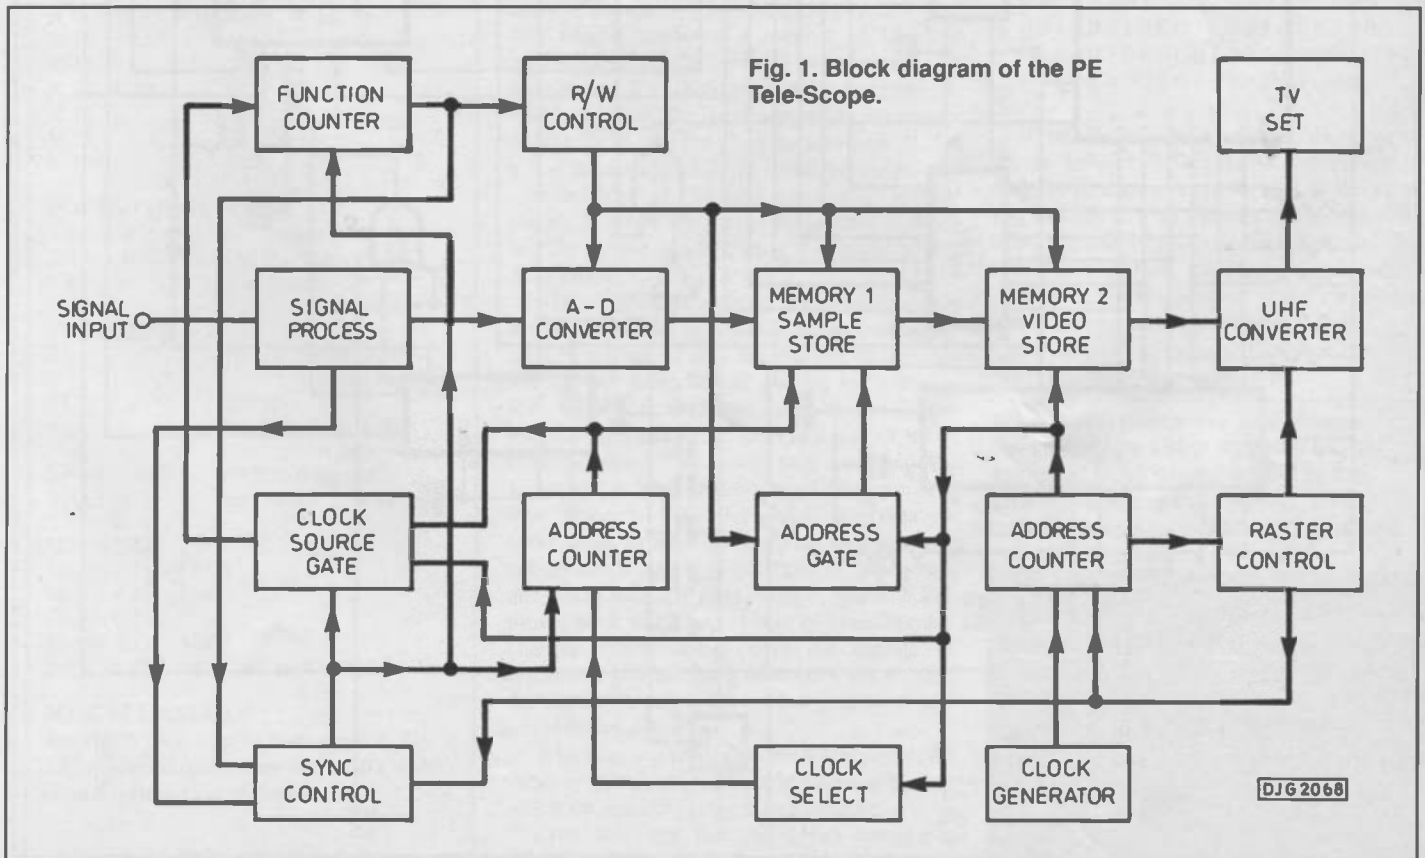 Fig. 1. Block diagram of the PE
Tele-Scope.
FUNCTION
COUNTER
R/W
CONTROL
TV
SET
SIGNAL
INPUT
SIGNAL
PROCESS
A-D
CONVERTER
MEMORY 1
SAMPLE
STORE
MEMORY 2
VIDEO
STORE
UHF
CONVERTER
CLOCK
SOURCE
GATE
ADDRESS
COUNTER
ADDRESS
GATE
ADDRESS
COUNTER
RASTER
CONTROL
SYNC
CONTROL
CLOCK
SELECT
CLOCK
GENERATOR
DJG2068